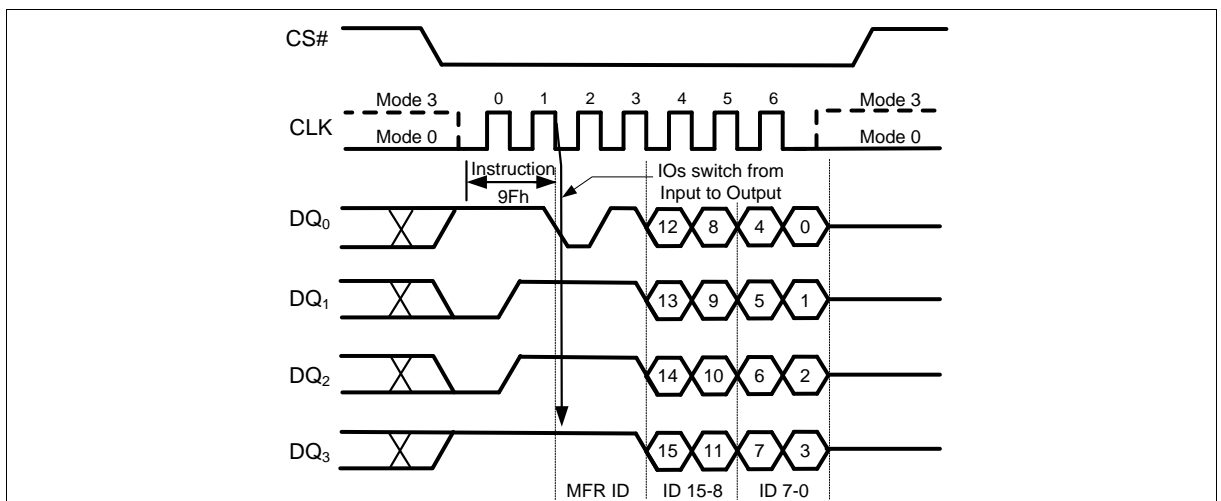 CS#
Mode 3 0 1 2 3 4 5 6 Mode 3
CLK
Mode 0 Mode 0
Instruction IOs switch from
9Fh Input to Output
DQ0 12 8 4 0
DQ1 13 9 5 1
DQ2 14 10 6 2
DQ3 15 11 7 3
MFR ID ID 15-8 ID 7-0